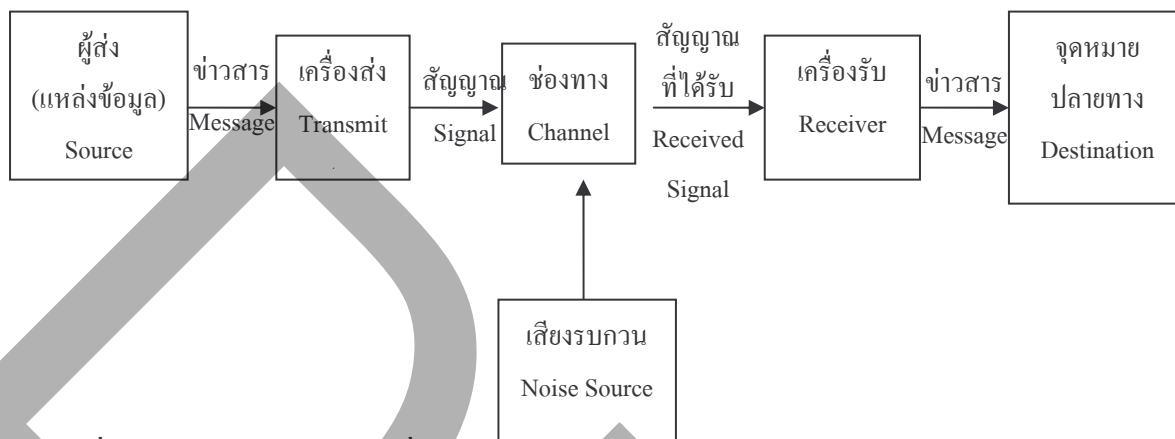 ผู้ส่ง
(แหล่งข้อมูล)
Source
ข่าวสาร
Message
เครื่องส่ง
Transmit
สัญญาณ
Signal
ช่องทาง
Channel
สัญญาณ
ที่ได้รับ
Received
Signal
เครื่องรับ
Receiver
ข่าวสาร
Message
จุดหมาย
ปลายทาง
Destination
เสียงรบกวน
Noise Source